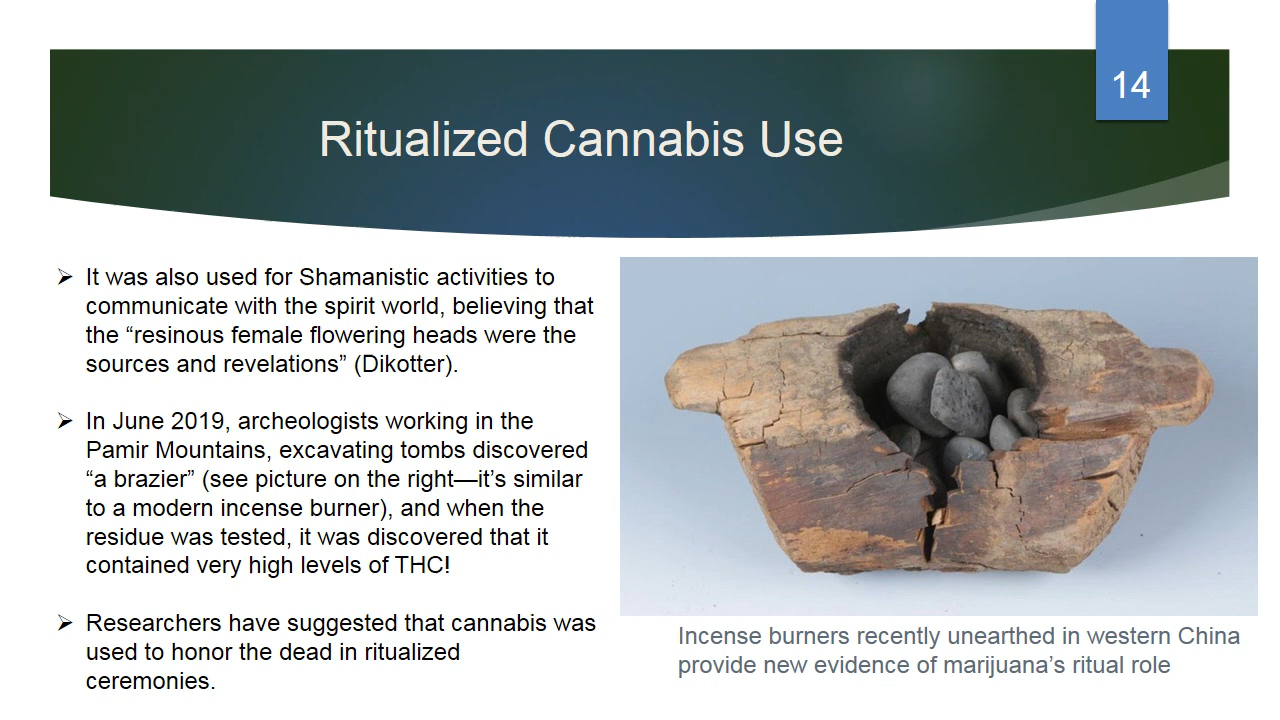 14
Ritualized Cannabis Use
➢ It was also used for Shamanistic activities to
communicate with the spirit world, believing that
the “resinous female flowering heads were the
sources and revelations” (Dikotter).
➢ In June 2019, archeologists working in the
Pamir Mountains, excavating tombs discovered
“a brazier” (see picture on the right—it’s similar
to a modern incense burner), and when the
residue was tested, it was discovered that it
contained very high levels of THC!
➢ Researchers have suggested that cannabis was
used to honor the dead in ritualized
ceremonies.
Incense burners recently unearthed in western China
provide new evidence of marijuana’s ritual role